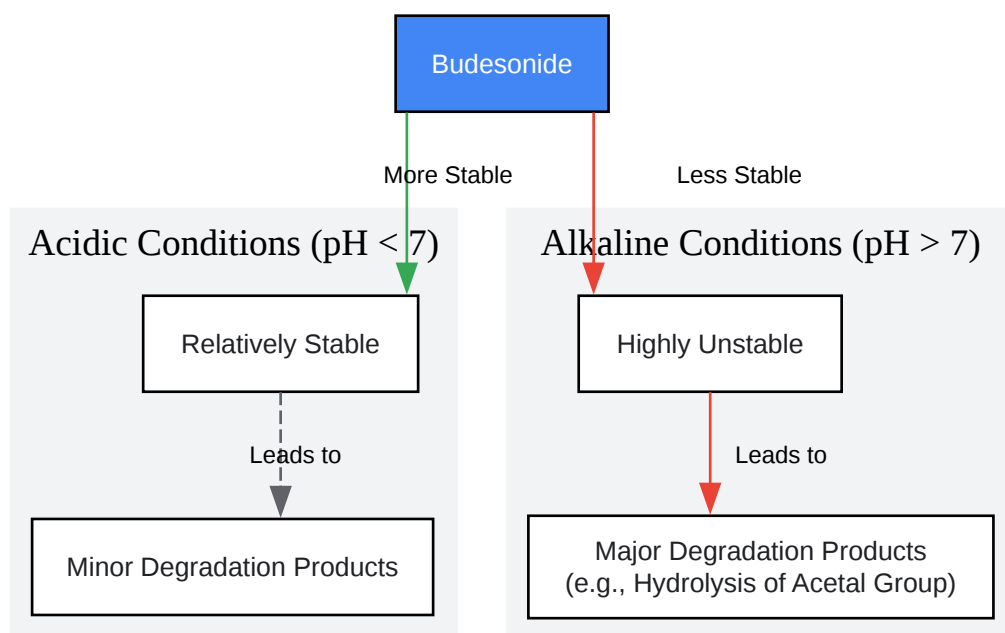 Budesonide
More Stable
Less Stable
Acidic Conditions (pH < 7)
Alkaline Conditions (pH > 7)
Relatively Stable
Highly Unstable
Leads to
Leads to
Minor Degradation Products
Major Degradation Products
(e.g., Hydrolysis of Acetal Group)